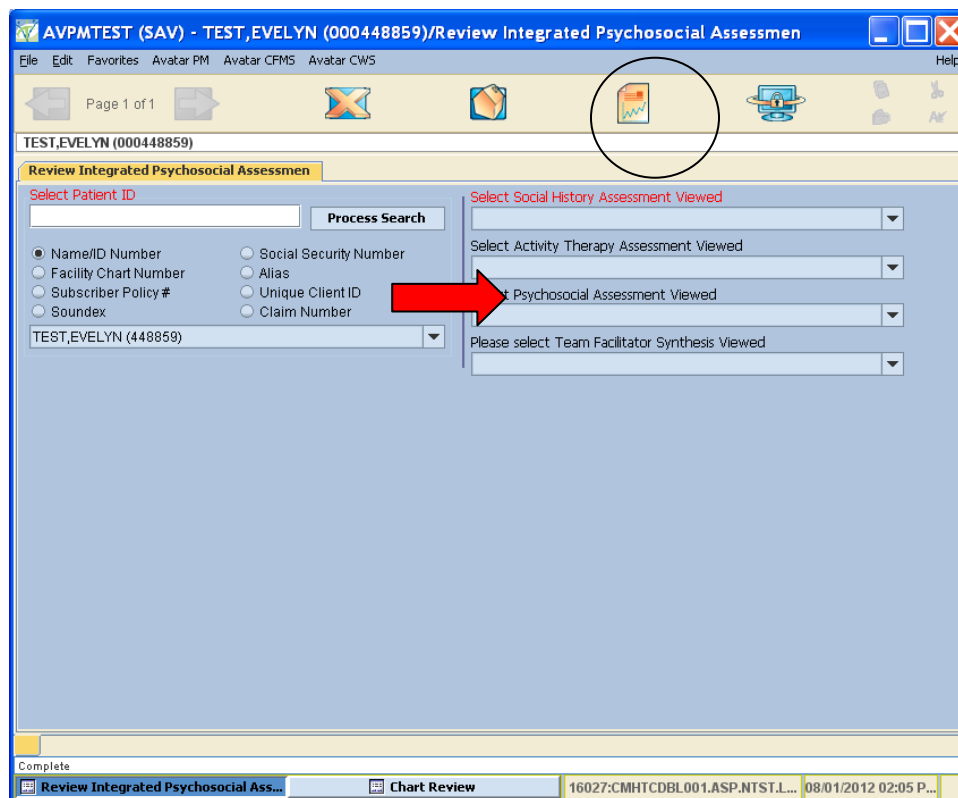 AVPMTEST (SAV) - TEST,EVELYN (000448859)/Review Integrated Psychosocial Assessmen
File Edit Favorites Avatar PM Avatar CFMS Avatar CWS Help
Page 1 of 1
TEST,EVELYN (000448859)
Review Integrated Psychosocial Assessmen
Select Patient ID
Process Search
Name/ID Number
Social Security Number
Facility Chart Number
Alias
Subscriber Policy #
Unique Client ID
Soundex
Claim Number
TEST,EVELYN (448859)
Select Social History Assessment Viewed
Select Activity Therapy Assessment Viewed
Psychosocial Assessment Viewed
Please select Team Facilitator Synthesis Viewed
Complete
Review Integrated Psychosocial Ass...
Chart Review
16027:CMHTCDBL001.ASP.NTST.L...
08/01/2012 02:05 P...